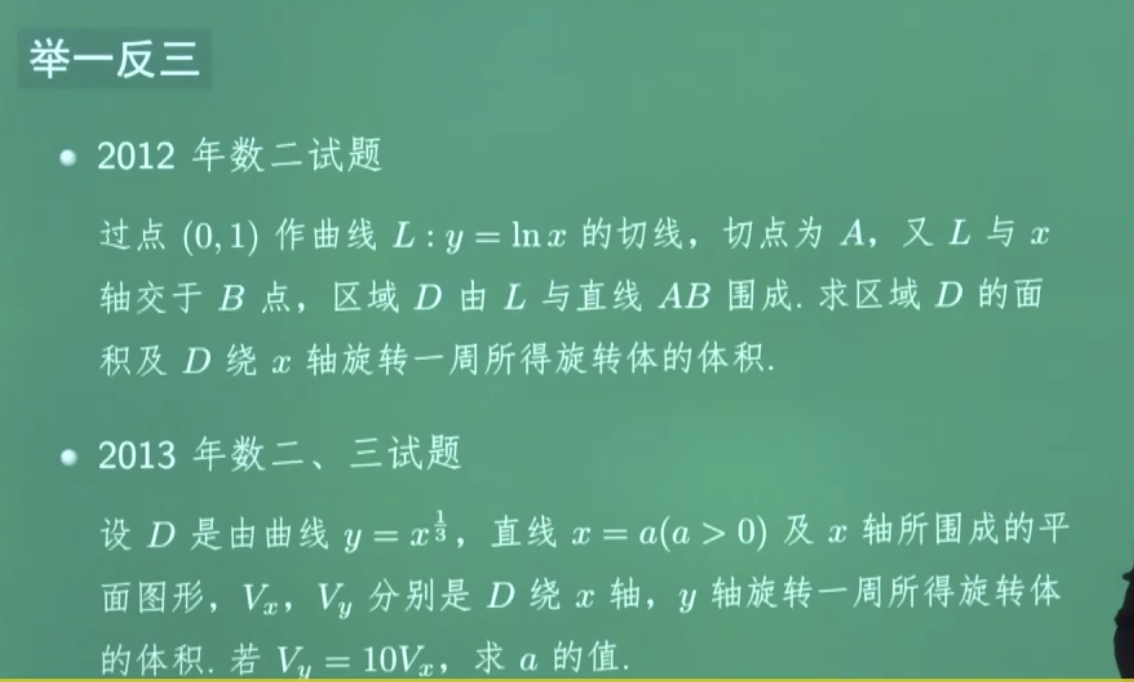 举一反三
2012 年数二试题
过点 (0, 1) 作曲线 L : y = ln x 的切线，切点为 A，又 L 与 x
轴交于 B 点，区域 D 由 L 与直线 AB 围成. 求区域 D 的面
积及 D 绕 x 轴旋转一周所得旋转体的体积.
2013 年数二、三试题
设 D 是由曲线 y = x^{\frac{1}{3}}，直线 x = a(a > 0) 及 x 轴所围成的平
面图形，V_x，V_y 分别是 D 绕 x 轴，y 轴旋转一周所得旋转体
的体积. 若 V_y = 10V_x，求 a 的值.